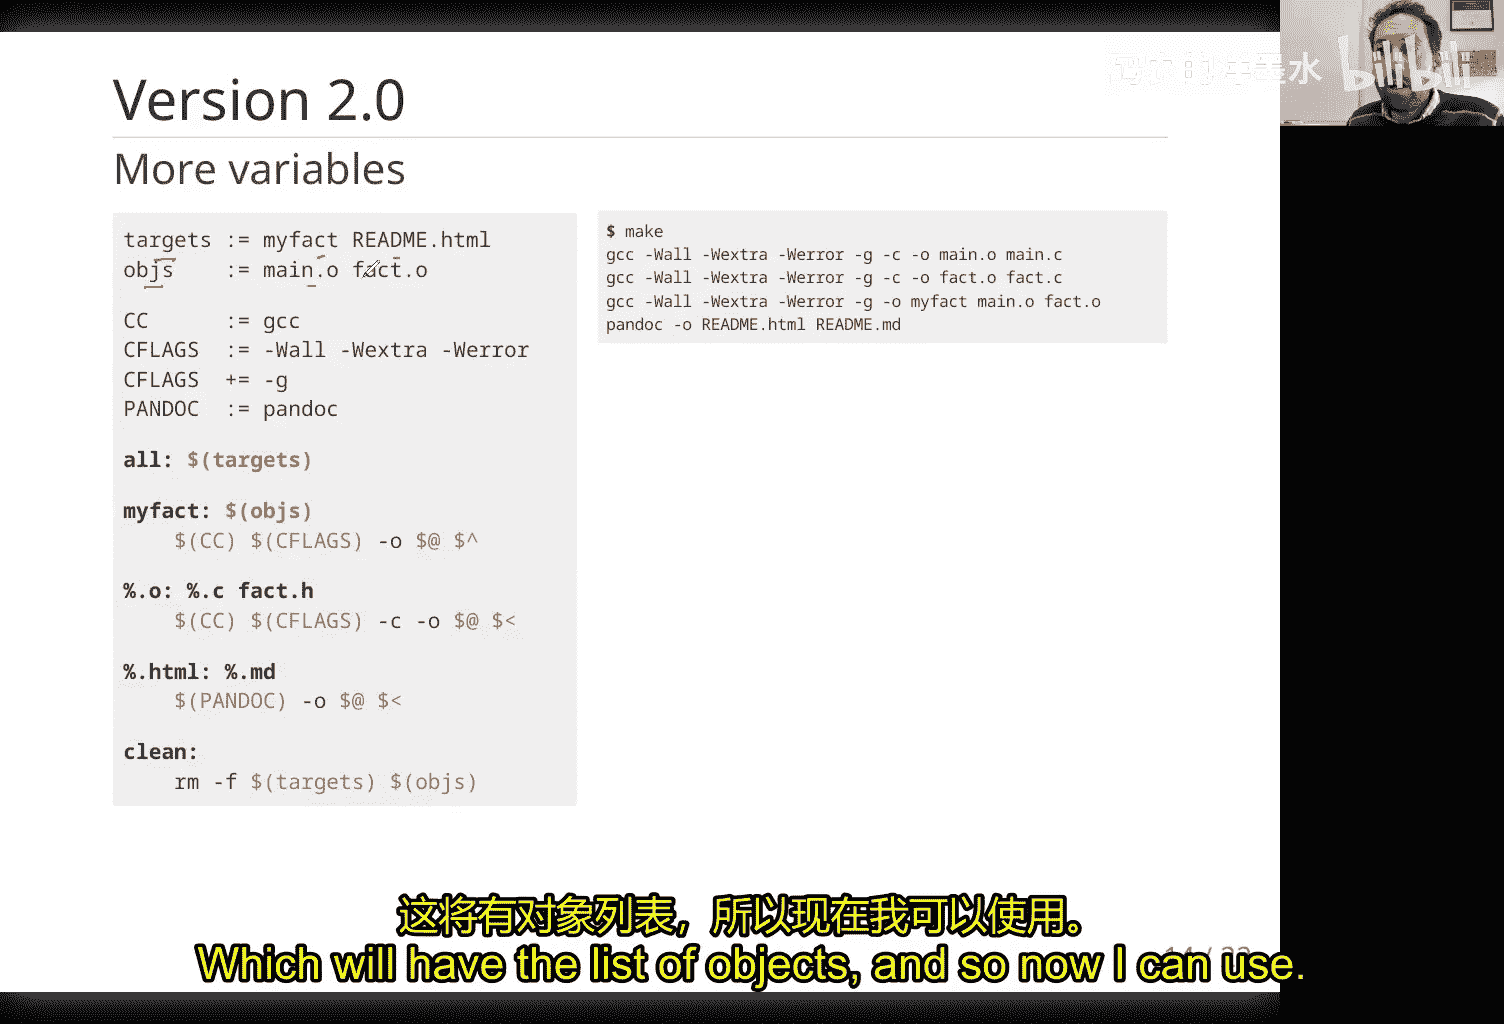 bilibili
Version 2.0
More variables
targets := myfact README.html
objs := main.o fact.o
CC := gcc
CFLAGS := -Wall -Wextra -Werror
CFLAGS += -g
PANDOC := pandoc
all: $(targets)
myfact: $(objs)
$(CC) $(CFLAGS) -o $@ $^
%.o: %.c fact.h
$(CC) $(CFLAGS) -c -o $@ $<
%.html: %.md
$(PANDOC) -o $@ $<
clean:
rm -f $(targets) $(objs)
$ make
gcc -Wall -Wextra -Werror -g -c -o main.o main.c
gcc -Wall -Wextra -Werror -g -c -o fact.o fact.c
gcc -Wall -Wextra -Werror -g -o myfact main.o fact.o
pandoc -o README.html README.md
这将有对象列表，所以现在我可以使用。
Which will have the list of objects, and so now I can use.